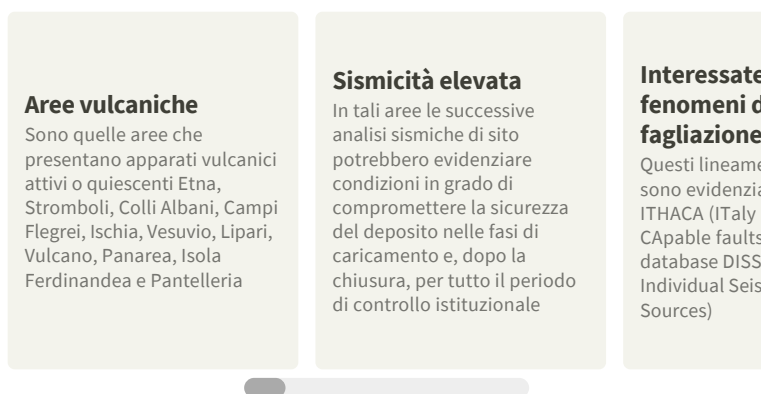 Aree vulcaniche
Sono quelle aree che
presentano apparati vulcanici
attivi o quiescenti Etna,
Stromboli, Colli Albani, Campi
Flegrei, Ischia, Vesuvio, Lipari,
Vulcano, Panarea, Isola
Ferdinandea e Pantelleria
Sismicità elevata
In tali aree le successive
analisi sismiche di sito
potrebbero evidenziare
condizioni in grado di
compromettere la sicurezza
del deposito nelle fasi di
caricamento e, dopo la
chiusura, per tutto il periodo
di controllo istituzionale
Interessate
fenomeni
fagliazione
Questi
sono
ITHACA (ITaly
CApable faults
database DISS
Individual
Sources)